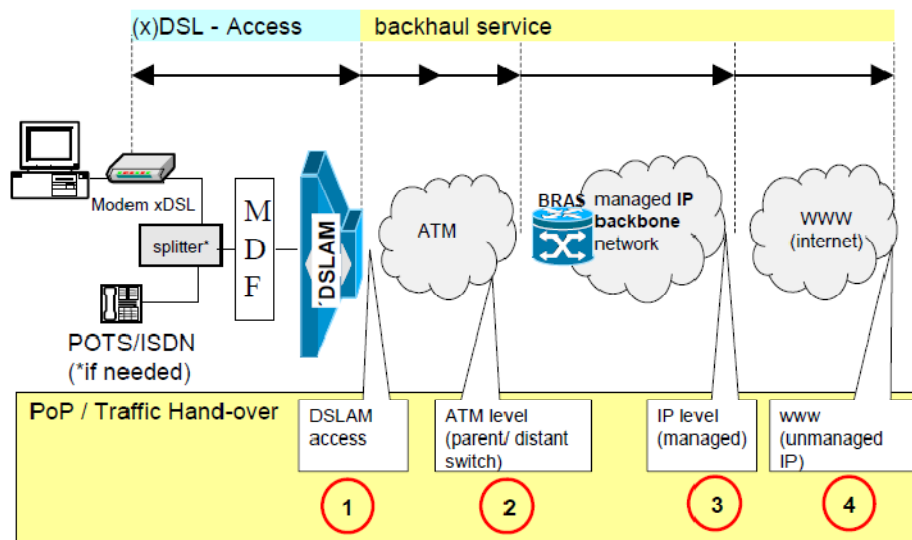 (x)DSL - Access
backhaul service
Modem xDSL
splitter*
M
D
F
´DSLAM
POTS/ISDN
(*if needed)
ATM
BRAS
managed IP
backbone
network
WWW
(internet)
PoP / Traffic Hand-over
DSLAM
access
ATM level
(parent/ distant
switch)
IP level
(managed)
www
(unmanaged
IP)
1
2
3
4